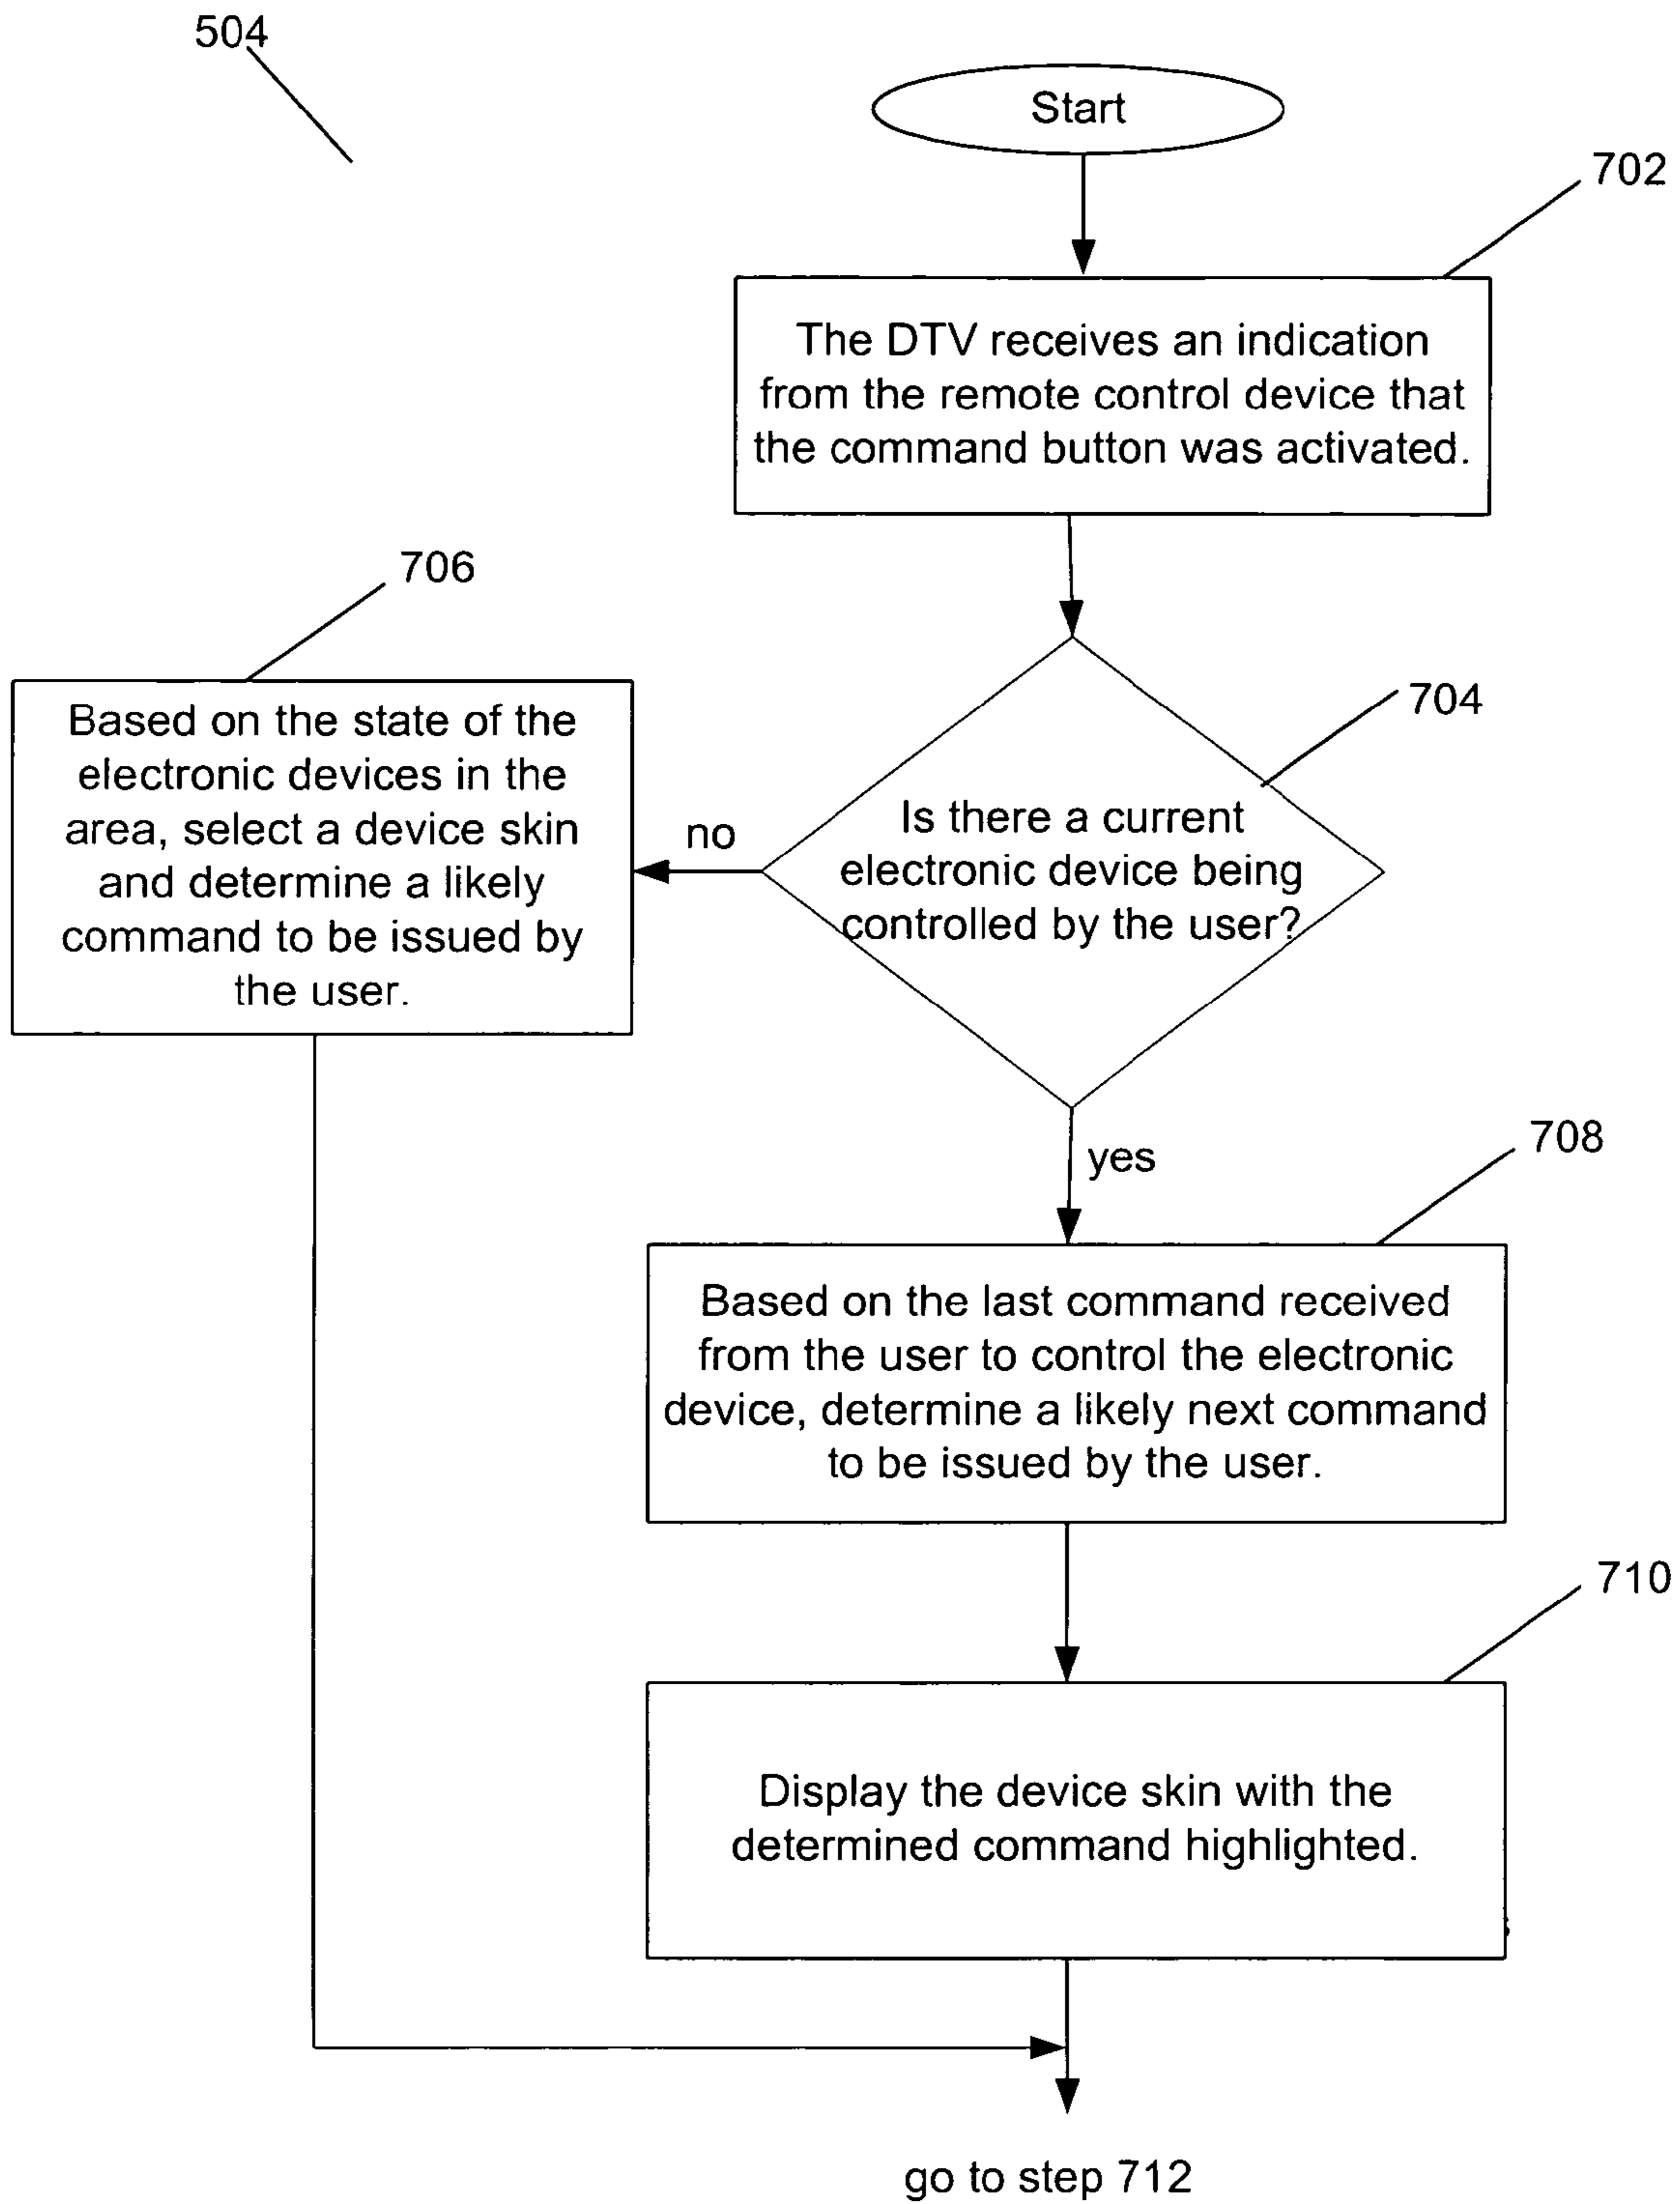 504
Start
702
The DTV receives an indication
from the remote control device that
the command button was activated.
706
704
Based on the state of the
electronic devices in the
area, select a device skin
and determine a likely
command to be issued by
the user.
no
Is there a current
electronic device being
controlled by the user?
yes
708
Based on the last command received
from the user to control the electronic
device, determine a likely next command
to be issued by the user.
710
Display the device skin with the
determined command highlighted.
go to step 712